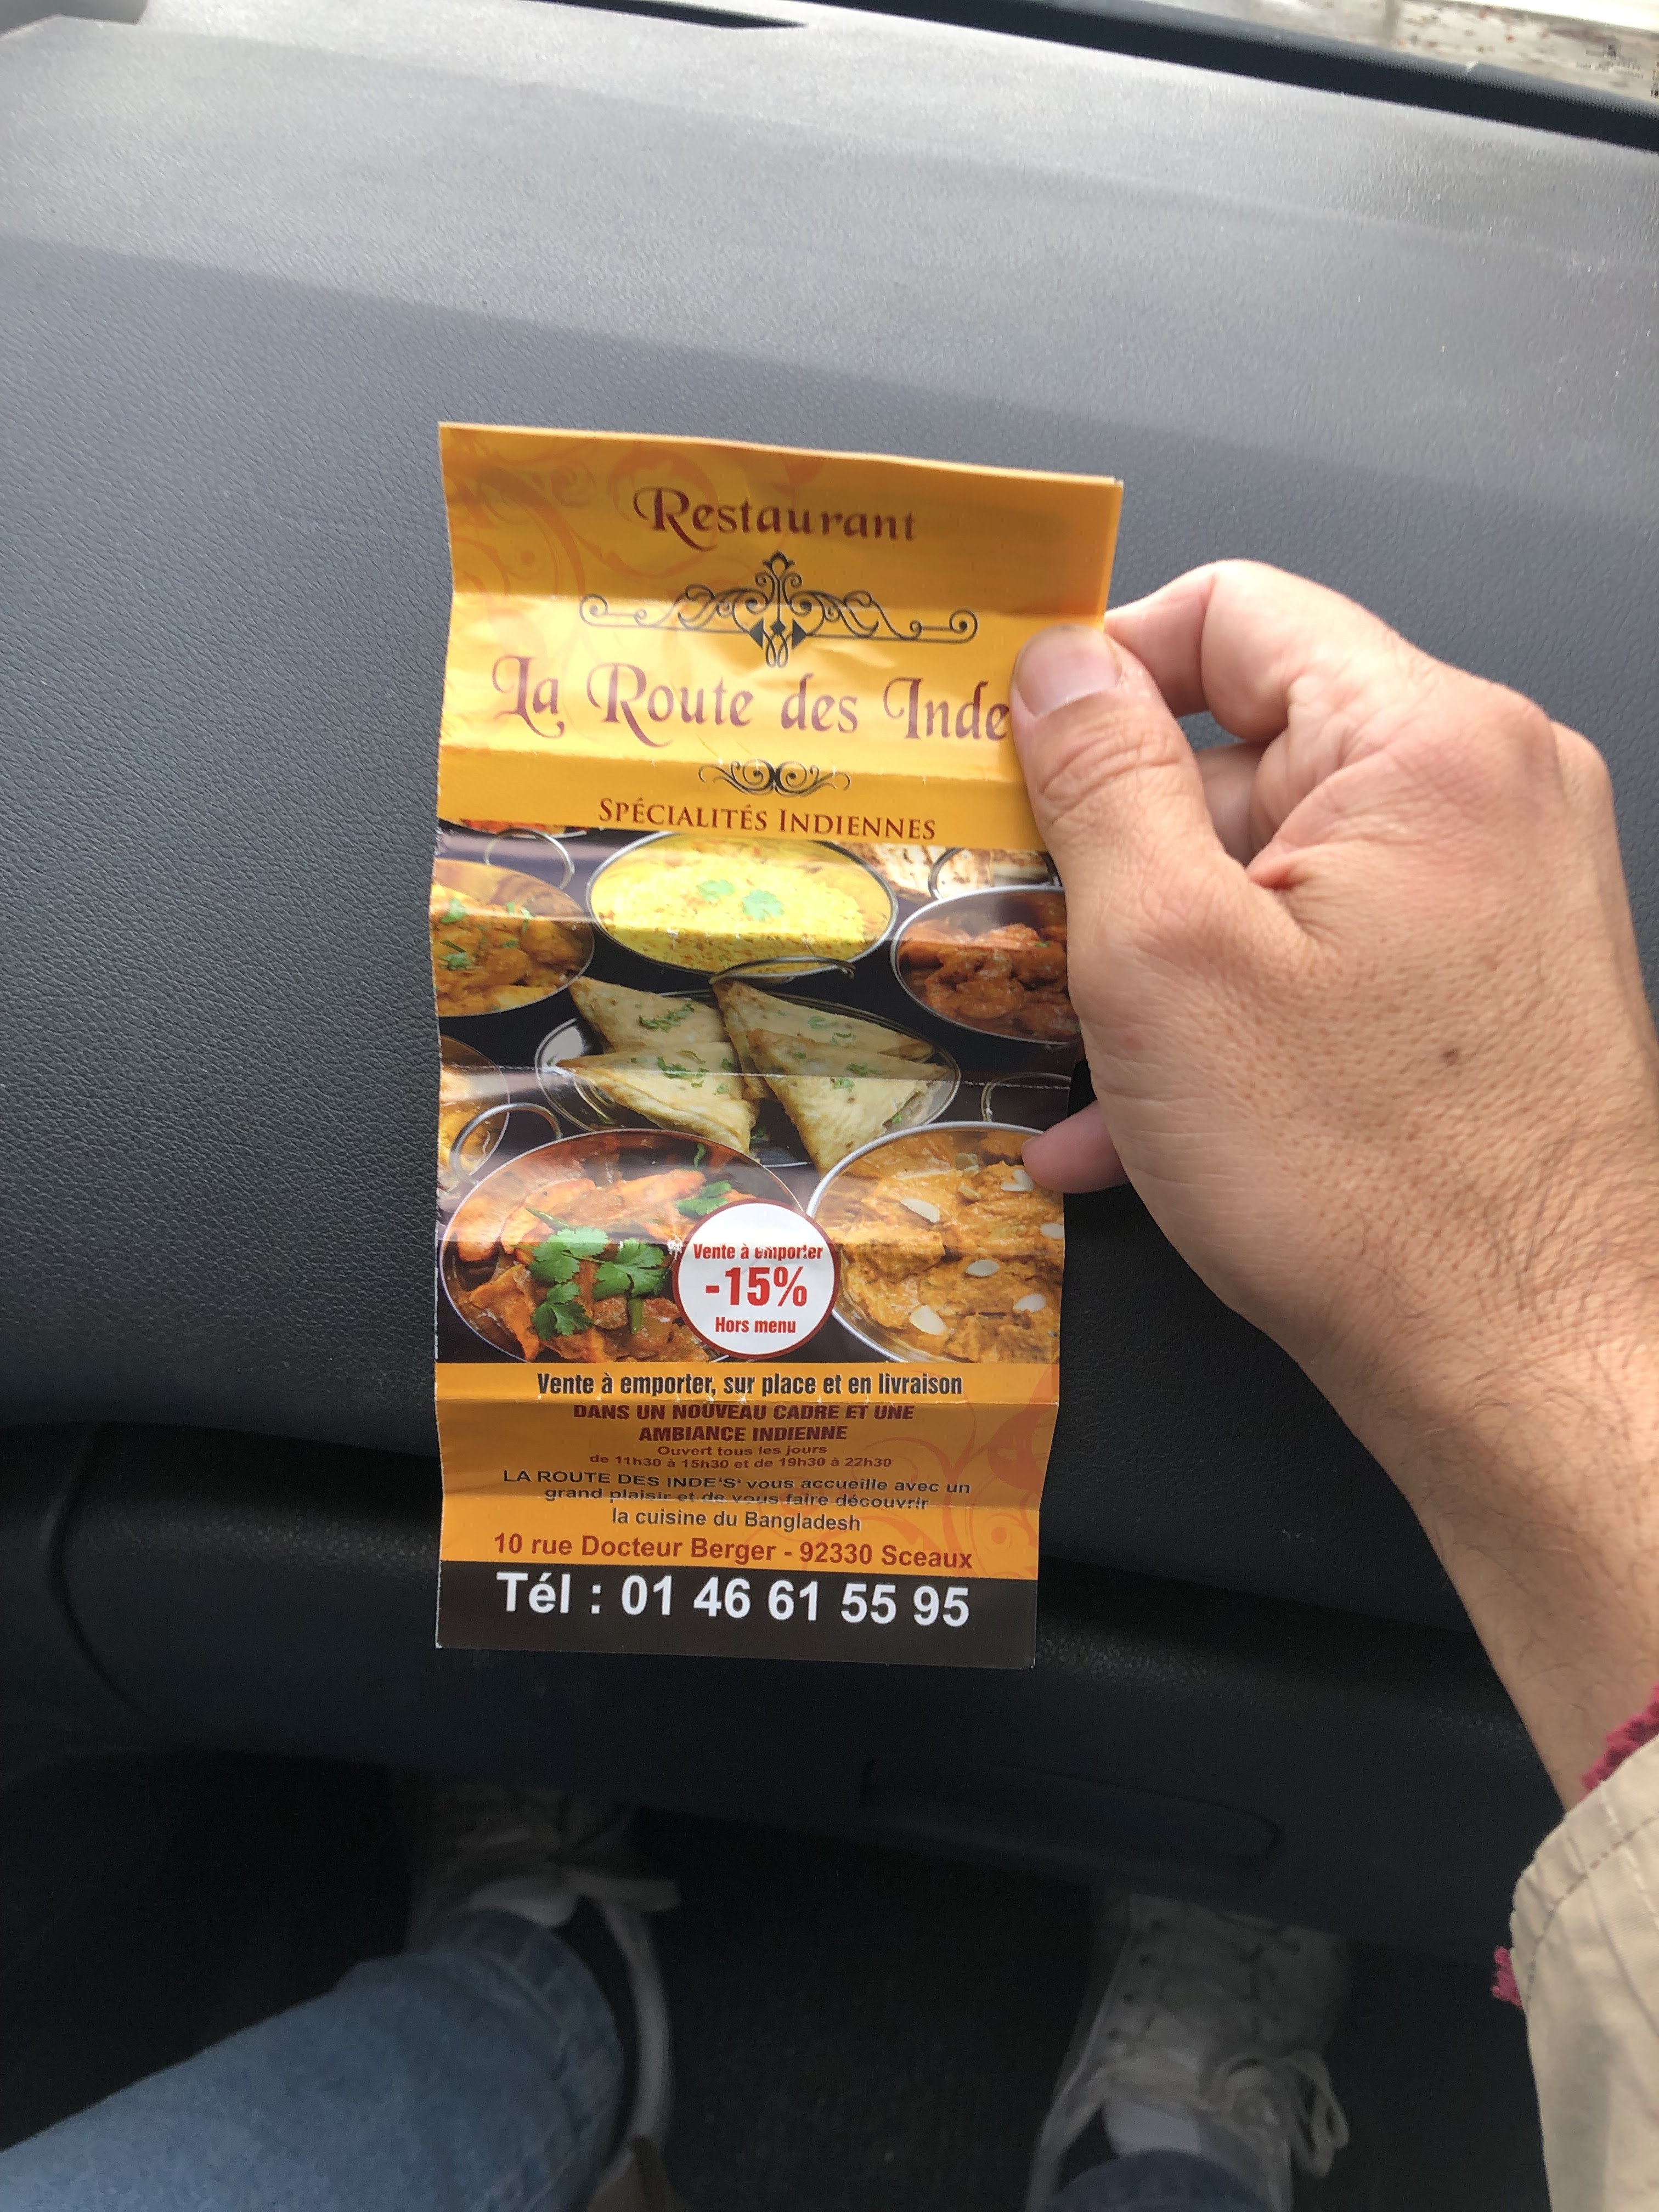 Restaurant
La Route des Inde
SPÉCIALITÉS INDIENNES
Vente à emporter
-15%
Hors menu
Vente à emporter, sur place et en livraison
DANS UN NOUVEAU CADRE ET UNE
AMBIANCE INDIENNE
Ouvert tous les jours
de 11h30 à 15h30 et de 19h30 à 22h30
LA ROUTE DES INDE'S' vous accueille avec un
grand plaisir et de vous faire découvrir
la cuisine du Bangladesh
10 rue Docteur Berger - 92330 Sceaux
Tél : 01 46 61 55 95